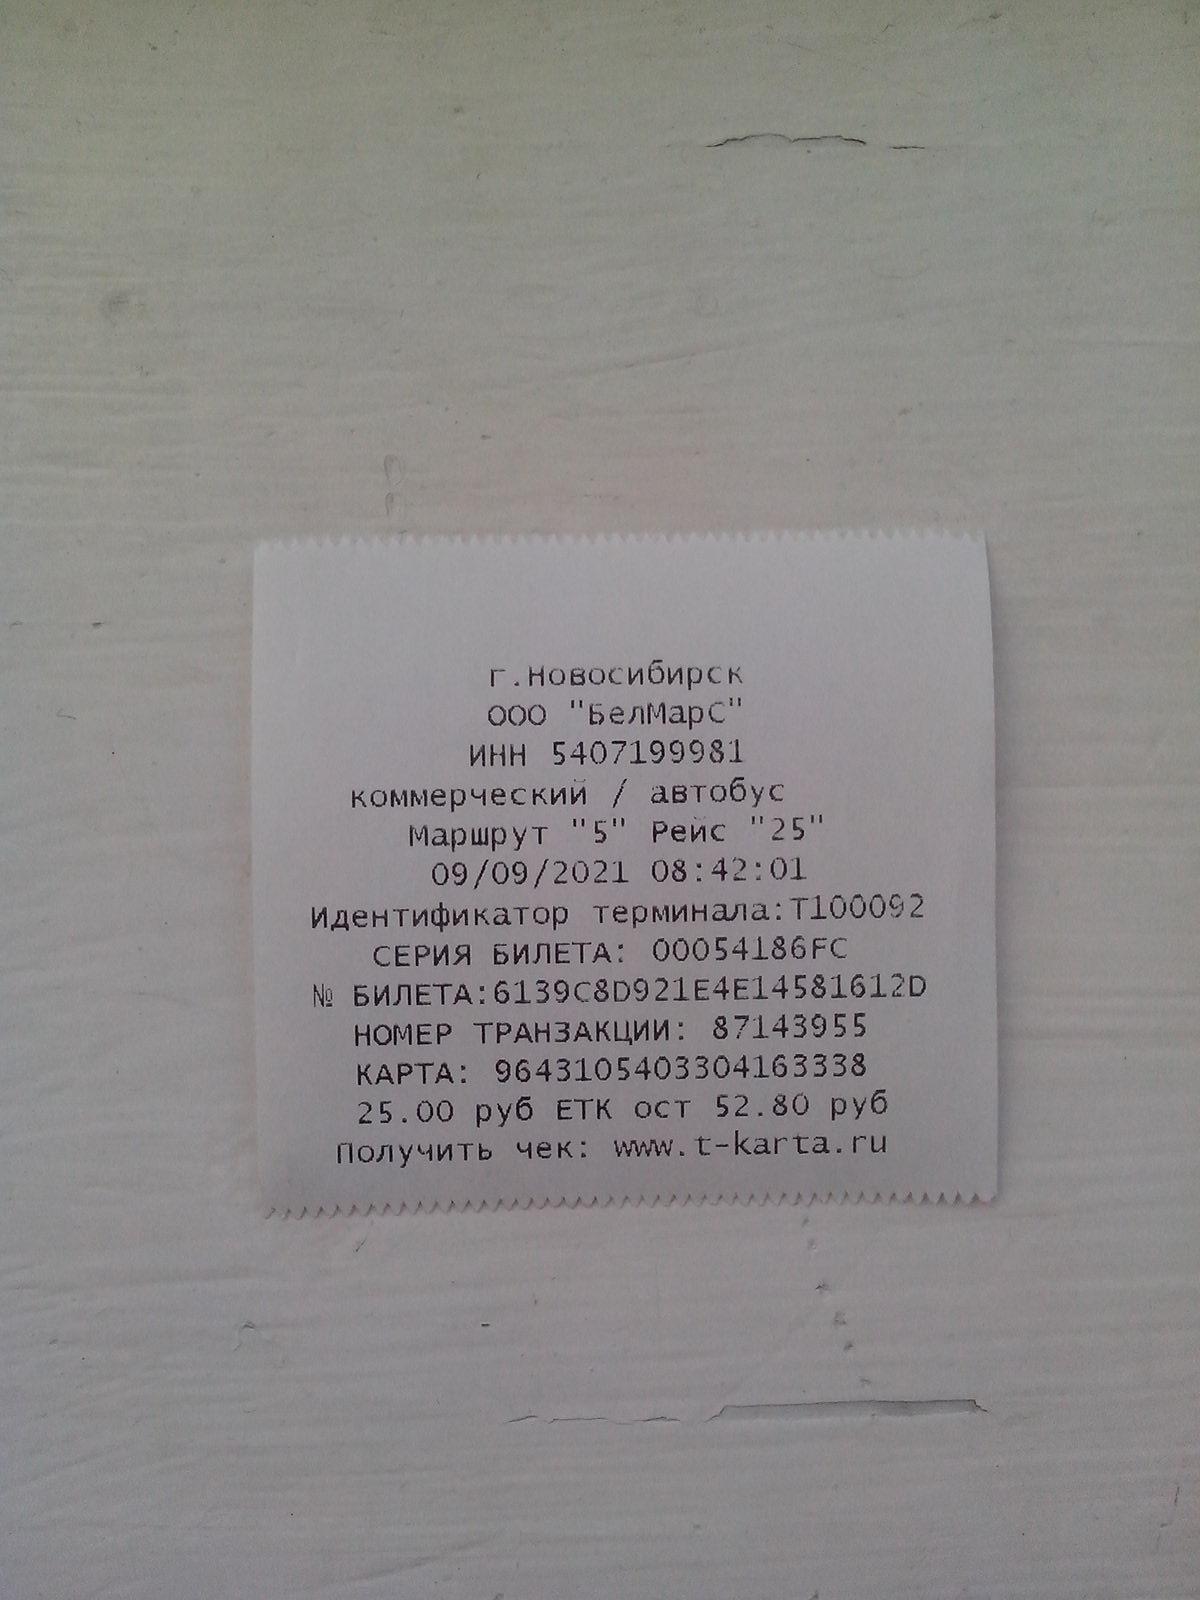 г.Новосибирск
ООО "БелМарС"
ИНН 5407199981
коммерческий / автобус
Маршрут "5" Рейс "25"
09/09/2021 08:42:01
Идентификатор терминала:T100092
СЕРИЯ БИЛЕТА: 00054186FC
№ БИЛЕТА:6139C8D921E4E14581612D
НОМЕР ТРАНЗАКЦИИ: 87143955
КАРТА: 9643105403304163338
25.00 руб ЕТК ост 52.80 руб
Получить чек: www.t-karta.ru